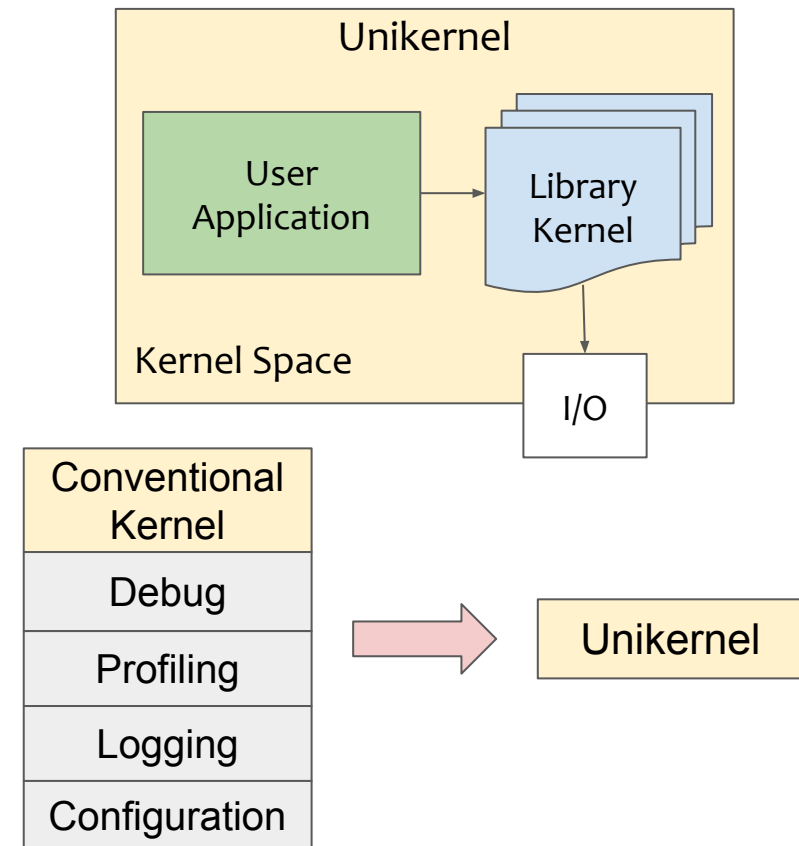 Unikernel
User
Application
Library
Kernel
Kernel Space
I/O
Conventional
Kernel
Debug
Profiling
Logging
Configuration
Unikernel